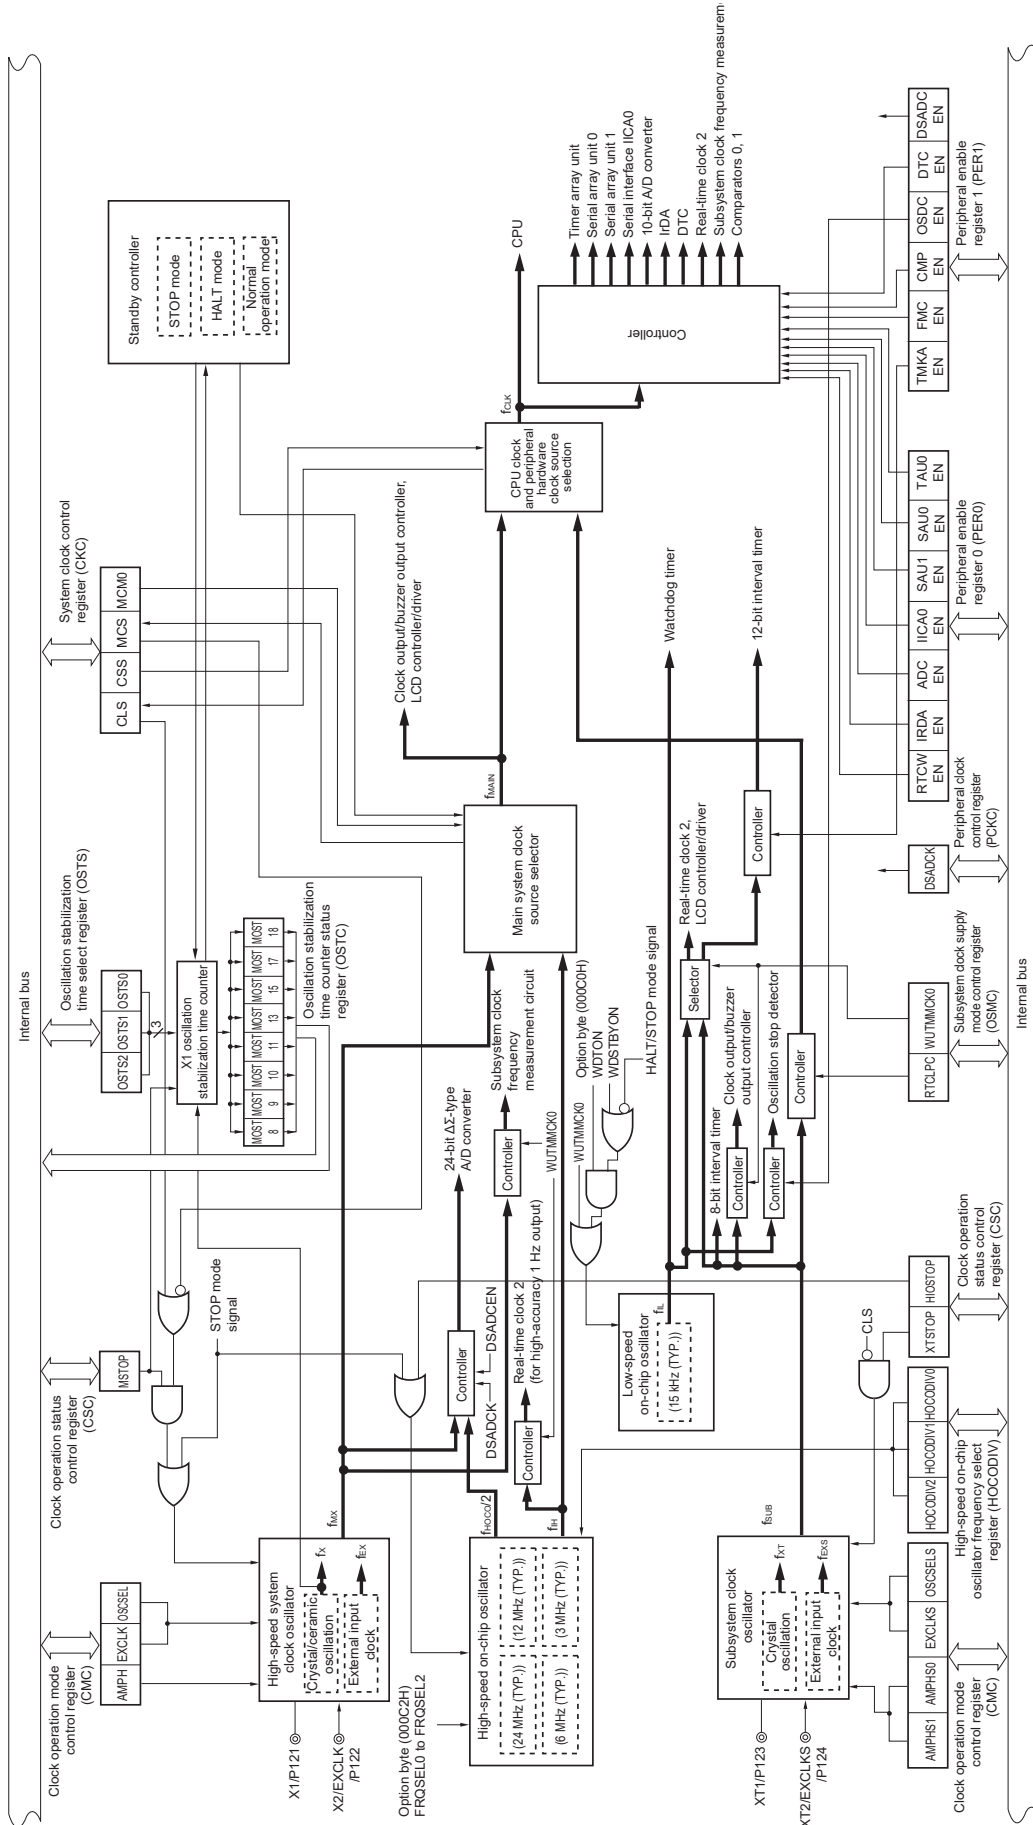 Internal bus
Clock operation mode
control register
(CMC)
AMPH
EXCLK
OSCSEL
Clock operation status
control register
(CSC)
MSTOP
STOP mode
signal
Oscillation stabilization
time select register (OSTS)
OSTS2
OSTS1
OSTS0
3
X1 oscillation
stabilization time counter
MOST
8
MOST
9
MOST
10
MOST
11
MOST
13
MOST
15
MOST
17
MOST
18
Oscillation stabilization
time counter status
register (OSTC)
System clock control
register (CKC)
CLS
CSS
MCS
MCM0
Standby controller
STOP mode
HALT mode
Normal
operation mode
X1/P121
X2/EXCLK
/P122
High-speed system
clock oscillator
Crystal/ceramic
oscillation
fX
External input
clock
fEX
fMX
Option byte (000C2H)
FRQSEL0 to FRQSEL2
High-speed on-chip oscillator
(24 MHz (TYP.))
(12 MHz (TYP.))
(6 MHz (TYP.))
(3 MHz (TYP.))
fHOCO/2
fIH
Controller
DSADCK
DSADCEN
24-bit ΔΣ-type
A/D converter
Controller
Real-time clock 2
(for high-accuracy 1 Hz output)
WUTMMCK0
Controller
Subsystem clock
frequency
measurement circuit
Main system clock
source selector
fMAIN
Clock output/buzzer output controller,
LCD controller/driver
CPU clock
and peripheral
hardware
clock source
selection
fCLK
CPU
Controller
Timer array unit
Serial array unit 0
Serial array unit 1
Serial interface IICA0
10-bit A/D converter
IrDA
DTC
Real-time clock 2
Subsystem clock frequency measuremen
Comparators 0, 1
Option byte (000C0H)
WDTON
WDSTBYON
HALT/STOP mode signal
WUTMMCK0
Low-speed
on-chip oscillator
(15 kHz (TYP.))
fIL
Watchdog timer
8-bit interval timer
Controller
Clock output/buzzer
output controller
Controller
Oscillation stop detector
Selector
Real-time clock 2,
LCD controller/driver
Controller
12-bit interval timer
Controller
XT1/P123
XT2/EXCLKS
/P124
Subsystem clock
oscillator
Crystal
oscillation
fXT
External input
clock
fEXS
fSUB
CLS
AMPHS1
AMPHS0
EXCLKS
OSCSELS
Clock operation mode
control register
(CMC)
HOCODIV2
HOCODIV1
HOCODIV0
High-speed on-chip
oscillator frequency select
register (HOCODIV)
XTSTOP
HIOSTOP
Clock operation
status control
register (CSC)
RTCLPC
WUTMMCK0
Subsystem clock supply
mode control register
(OSMC)
DSADCK
Peripheral clock
control register
(PCKC)
RTCW
EN
IRDA
EN
ADC
EN
IICA0
EN
SAU1
EN
SAU0
EN
TAU0
EN
Peripheral enable
register 0 (PER0)
TMKA
EN
FMC
EN
CMP
EN
OSDC
EN
DTC
EN
DSADC
EN
Peripheral enable
register 1 (PER1)
Internal bus